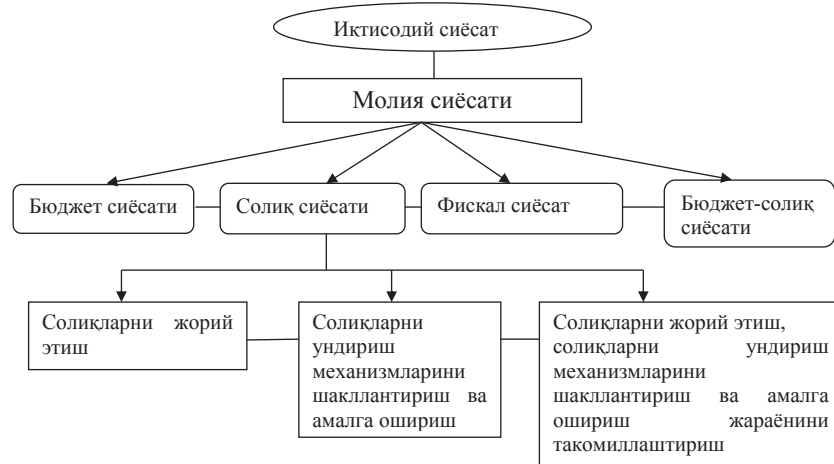 Иқтисодий сиёсат
Молия сиёсати
Бюджет сиёсати
Солиқ сиёсати
Фискал сиёсат
Бюджет-солиқ
сиёсати
Солиқларни жорий
этиш
Солиқларни
ундириш
механизмларини
шакллантириш ва
амалга ошириш
Солиқларни жорий этиш,
солиқларни ундириш
механизмларини
шакллантириш ва амалга
ошириш жараёнини
такомиллаштириш